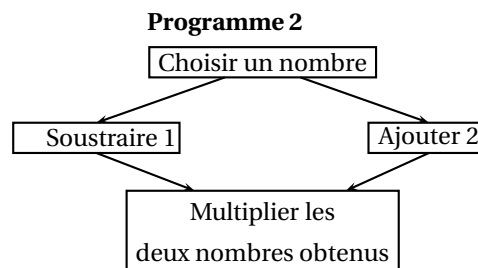 Programme 2
Choisir un nombre
Soustraire 1
Ajouter 2
Multiplier les
deux nombres obtenus